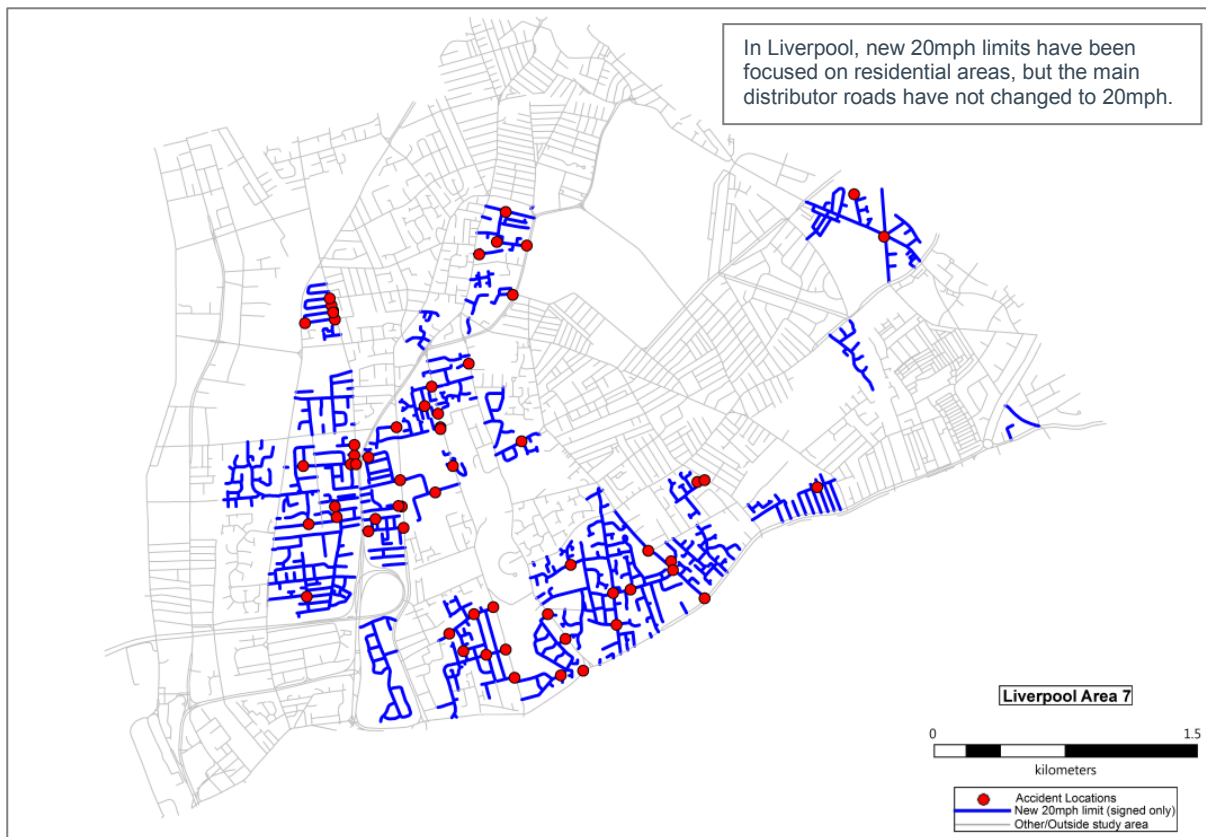 In Liverpool, new 20mph limits have been
focused on residential areas, but the main
distributor roads have not changed to 20mph.
Liverpool Area 7
0 1.5
kilometers
Accident Locations
New 20mph limit (signed only)
Other/Outside study area